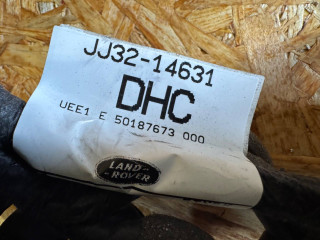 JJ32-14631
DHC
UEE1 E 50187673 000
LAND-
-ROVER